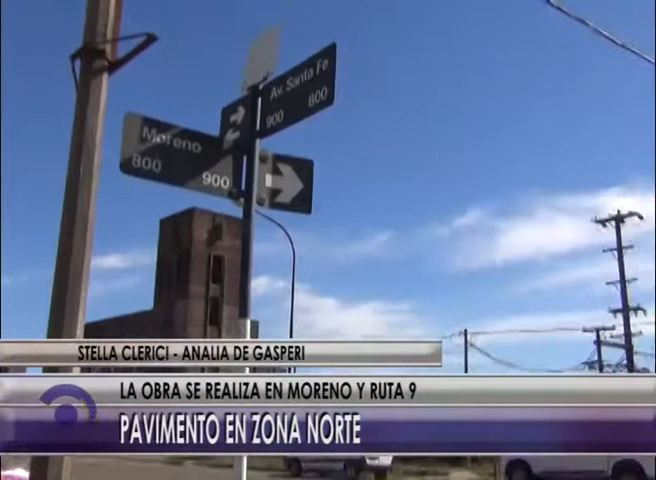 Av. Santa Fe
900 800
Moreno
800 900
STELLA CLERICI - ANALIA DE GASPERI
LA OBRA SE REALIZA EN MORENO Y RUTA 9
PAVIMENTO EN ZONA NORTE